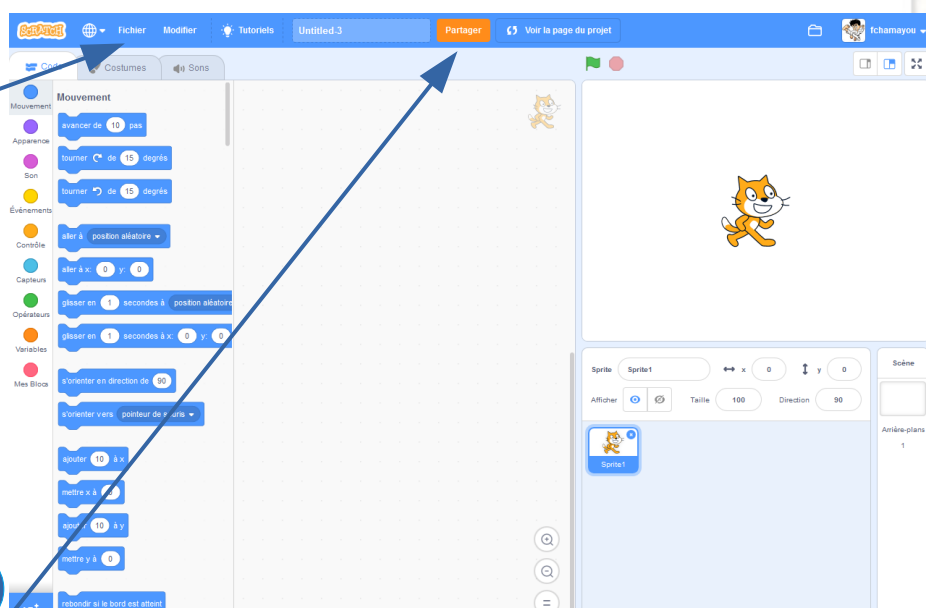 SCRATCH Fichier Modifier Tutoriels Untitled-3 Partager Voir la page du projet fchamayou
Costumes Sons
Mouvement
Apparence
Son
Événements
Contrôle
Capteurs
Opérateurs
Variables
Mes Blocs
Mouvement
avancer de 10 pas
tourner de 15 degrés
tourner de 15 degrés
aller à position aléatoire
aller à x: 0 y: 0
glisser en 1 secondes à position aléatoire
glisser en 1 secondes à x: 0 y: 0
s'orienter en direction de 90
s'orienter vers pointeur de souris
ajouter 10 à x
mettre x à
ajouter 10 à y
mettre y à 0
rebondir si le bord est atteint
Sprite Sprite1 x 0 y 0
Afficher Taille 100 Direction 90
Sprite1
Scène
Arrière-plans
1